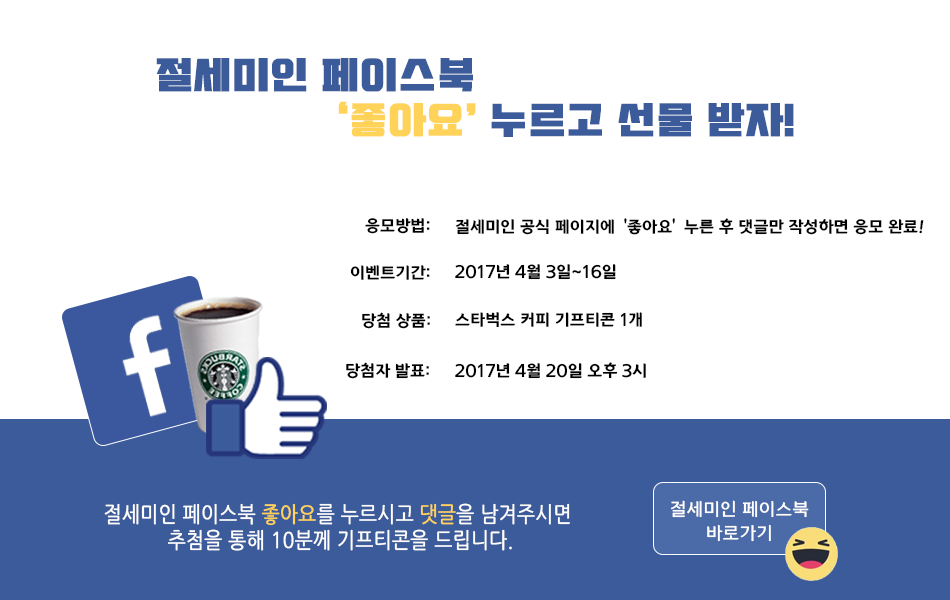 절세미인 페이스북
‘좋아요’ 누르고 선물 받자!
응모방법: 절세미인 공식 페이지에 '좋아요' 누른 후 댓글만 작성하면 응모 완료!
이벤트기간: 2017년 4월 3일~16일
당첨 상품: 스타벅스 커피 기프티콘 1개
당첨자 발표: 2017년 4월 20일 오후 3시
f
STARBUCKS
COFFEE
절세미인 페이스북 좋아요를 누르시고 댓글을 남겨주시면
추첨을 통해 10분께 기프티콘을 드립니다.
절세미인 페이스북
바로가기